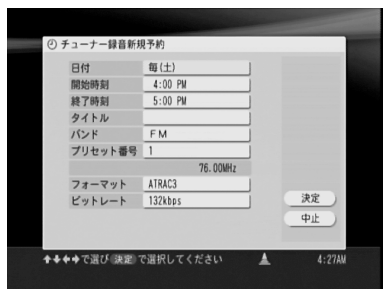 チューナー録音新規予約
日付 毎(土)
開始時刻 4:00 PM
終了時刻 5:00 PM
タイトル
バンド FM
プリセット番号 1
76.00MHz
フォーマット ATRAC3
ビットレート 132kbps
決定
中止
↑↓←→で選び 決定 で選択してください 4:27AM